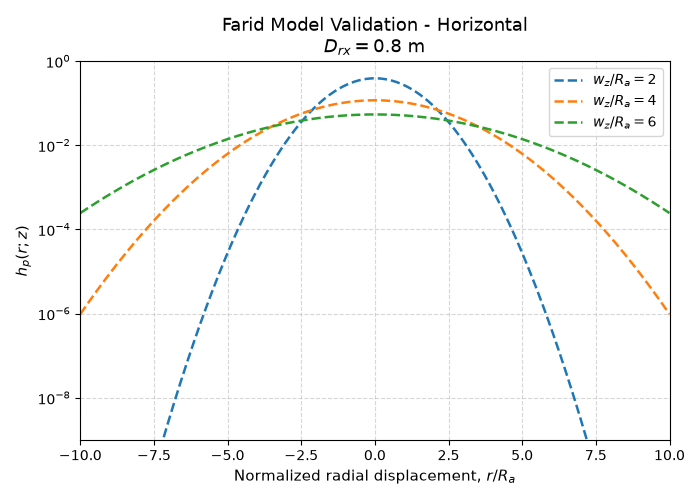 Farid Model Validation - Horizontal
$D_{rx} = 0.8$ m
$h_p(r; z)$
$10^0$
$10^{-2}$
$10^{-4}$
$10^{-6}$
$10^{-8}$
$w_z/R_a = 2$
$w_z/R_a = 4$
$w_z/R_a = 6$
−10.0 −7.5 −5.0 −2.5 0.0 2.5 5.0 7.5 10.0
Normalized radial displacement, $r/R_a$